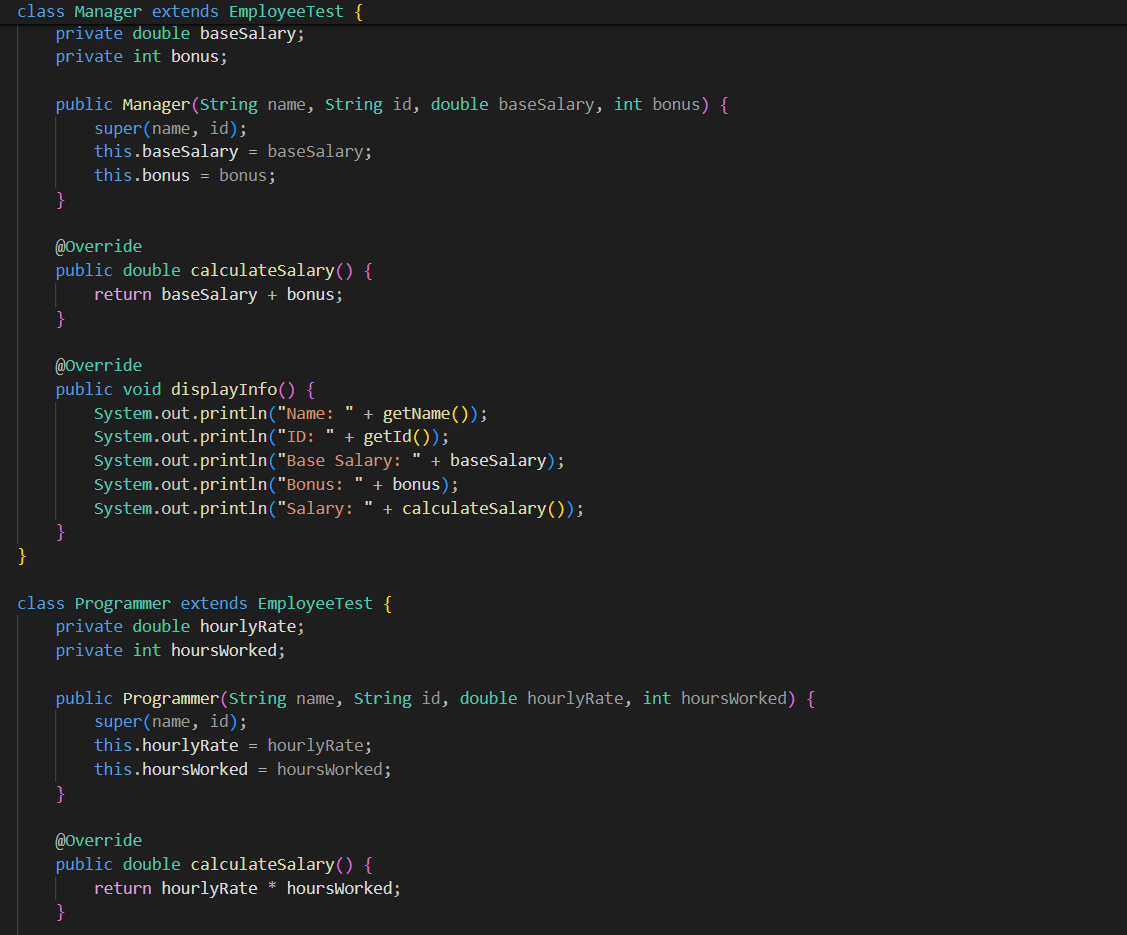 class Manager extends EmployeeTest {
    private double baseSalary;
    private int bonus;

    public Manager(String name, String id, double baseSalary, int bonus) {
        super(name, id);
        this.baseSalary = baseSalary;
        this.bonus = bonus;
    }

    @Override
    public double calculateSalary() {
        return baseSalary + bonus;
    }

    @Override
    public void displayInfo() {
        System.out.println("Name: " + getName());
        System.out.println("ID: " + getId());
        System.out.println("Base Salary: " + baseSalary);
        System.out.println("Bonus: " + bonus);
        System.out.println("Salary: " + calculateSalary());
    }
}

class Programmer extends EmployeeTest {
    private double hourlyRate;
    private int hoursWorked;

    public Programmer(String name, String id, double hourlyRate, int hoursWorked) {
        super(name, id);
        this.hourlyRate = hourlyRate;
        this.hoursWorked = hoursWorked;
    }

    @Override
    public double calculateSalary() {
        return hourlyRate * hoursWorked;
    }